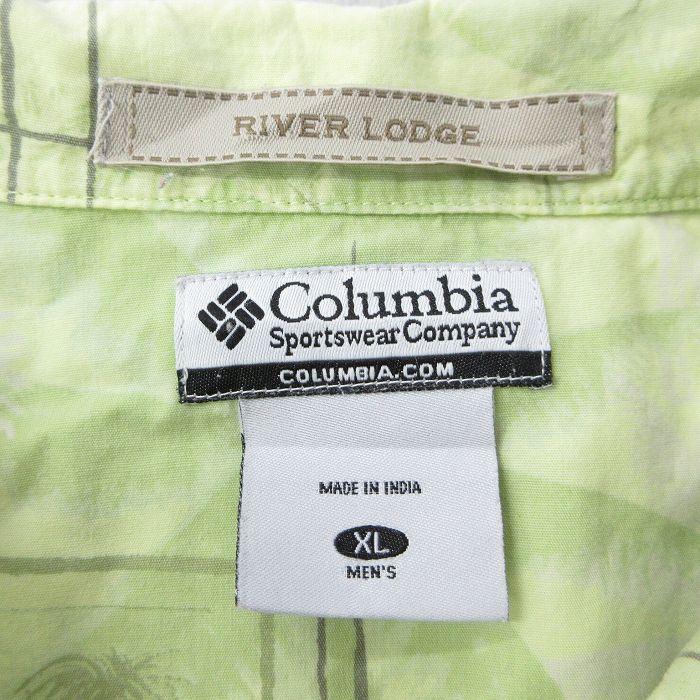 RIVER LODGE
Columbia
Sportswear Company
COLUMBIA.COM
MADE IN INDIA
XL
MEN'S